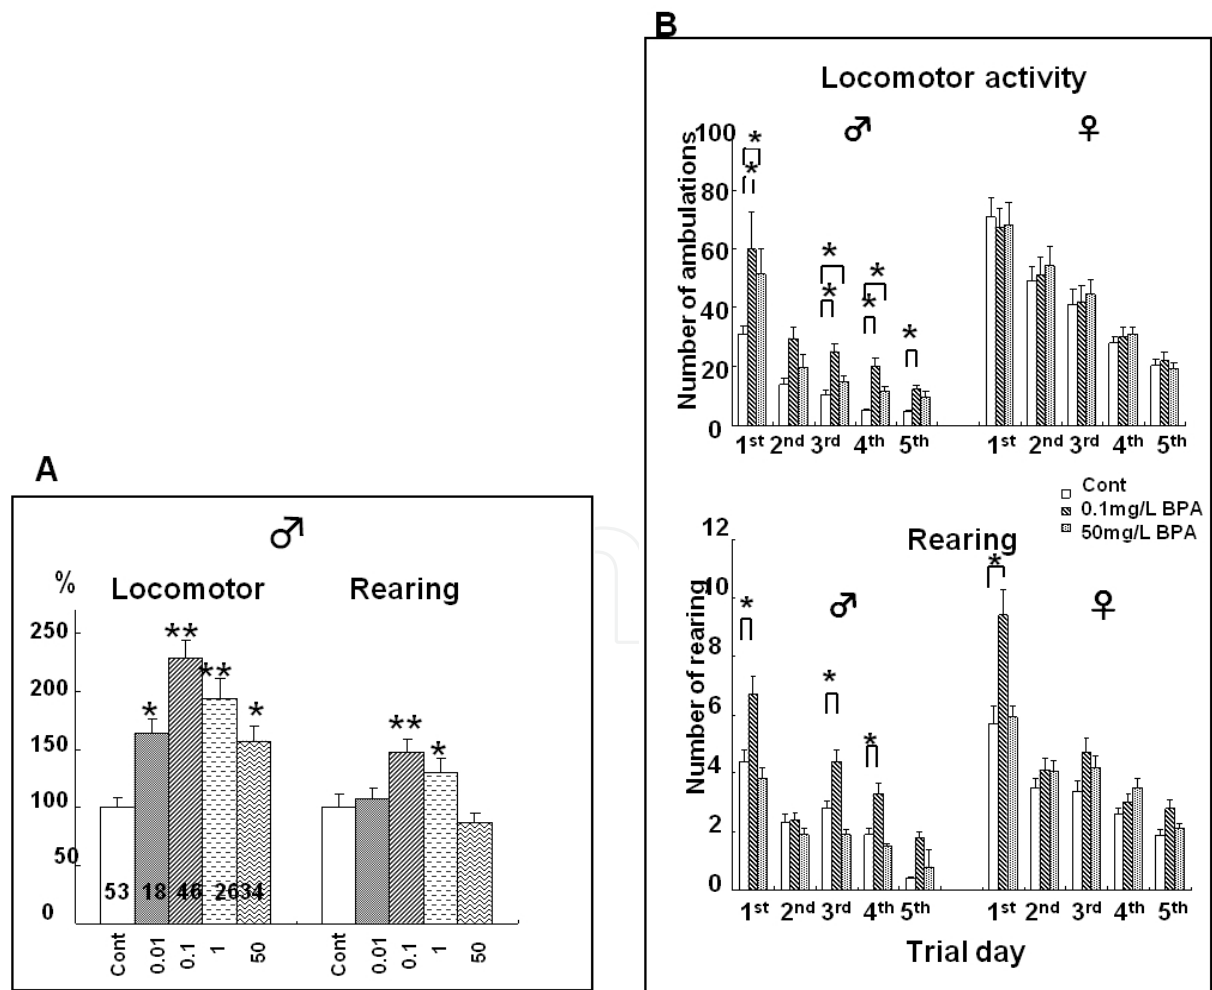 A
♂
%
Locomotor Rearing
250
200
150
100
50
0
** ** * *
** *
53 18 46 26 34
Cont 0.01 0.1 1 50 Cont 0.01 0.1 1 50
B
Locomotor activity
♂ ♀
Number of ambulations
100
80
60
40
20
0
* * * * * * *
1st 2nd 3rd 4th 5th 1st 2nd 3rd 4th 5th
Cont
0.1mg/L BPA
50mg/L BPA
Rearing
♂ ♀
Number of rearing
12
10
8
6
4
2
0
* * * *
1st 2nd 3rd 4th 5th 1st 2nd 3rd 4th 5th
Trial day